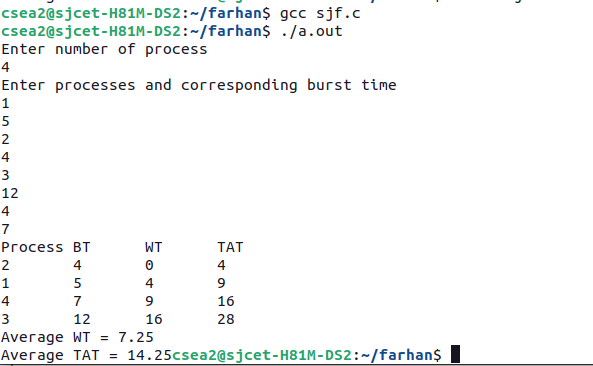 csea2@sjcet-H81M-DS2:~/farhan$ gcc sjf.c
csea2@sjcet-H81M-DS2:~/farhan$ ./a.out
Enter number of process
4
Enter processes and corresponding burst time
1
5
2
4
3
12
4
7
Process BT      WT      TAT
2       4       0       4
1       5       4       9
4       7       9       16
3       12      16      28
Average WT = 7.25
Average TAT = 14.25csea2@sjcet-H81M-DS2:~/farhan$